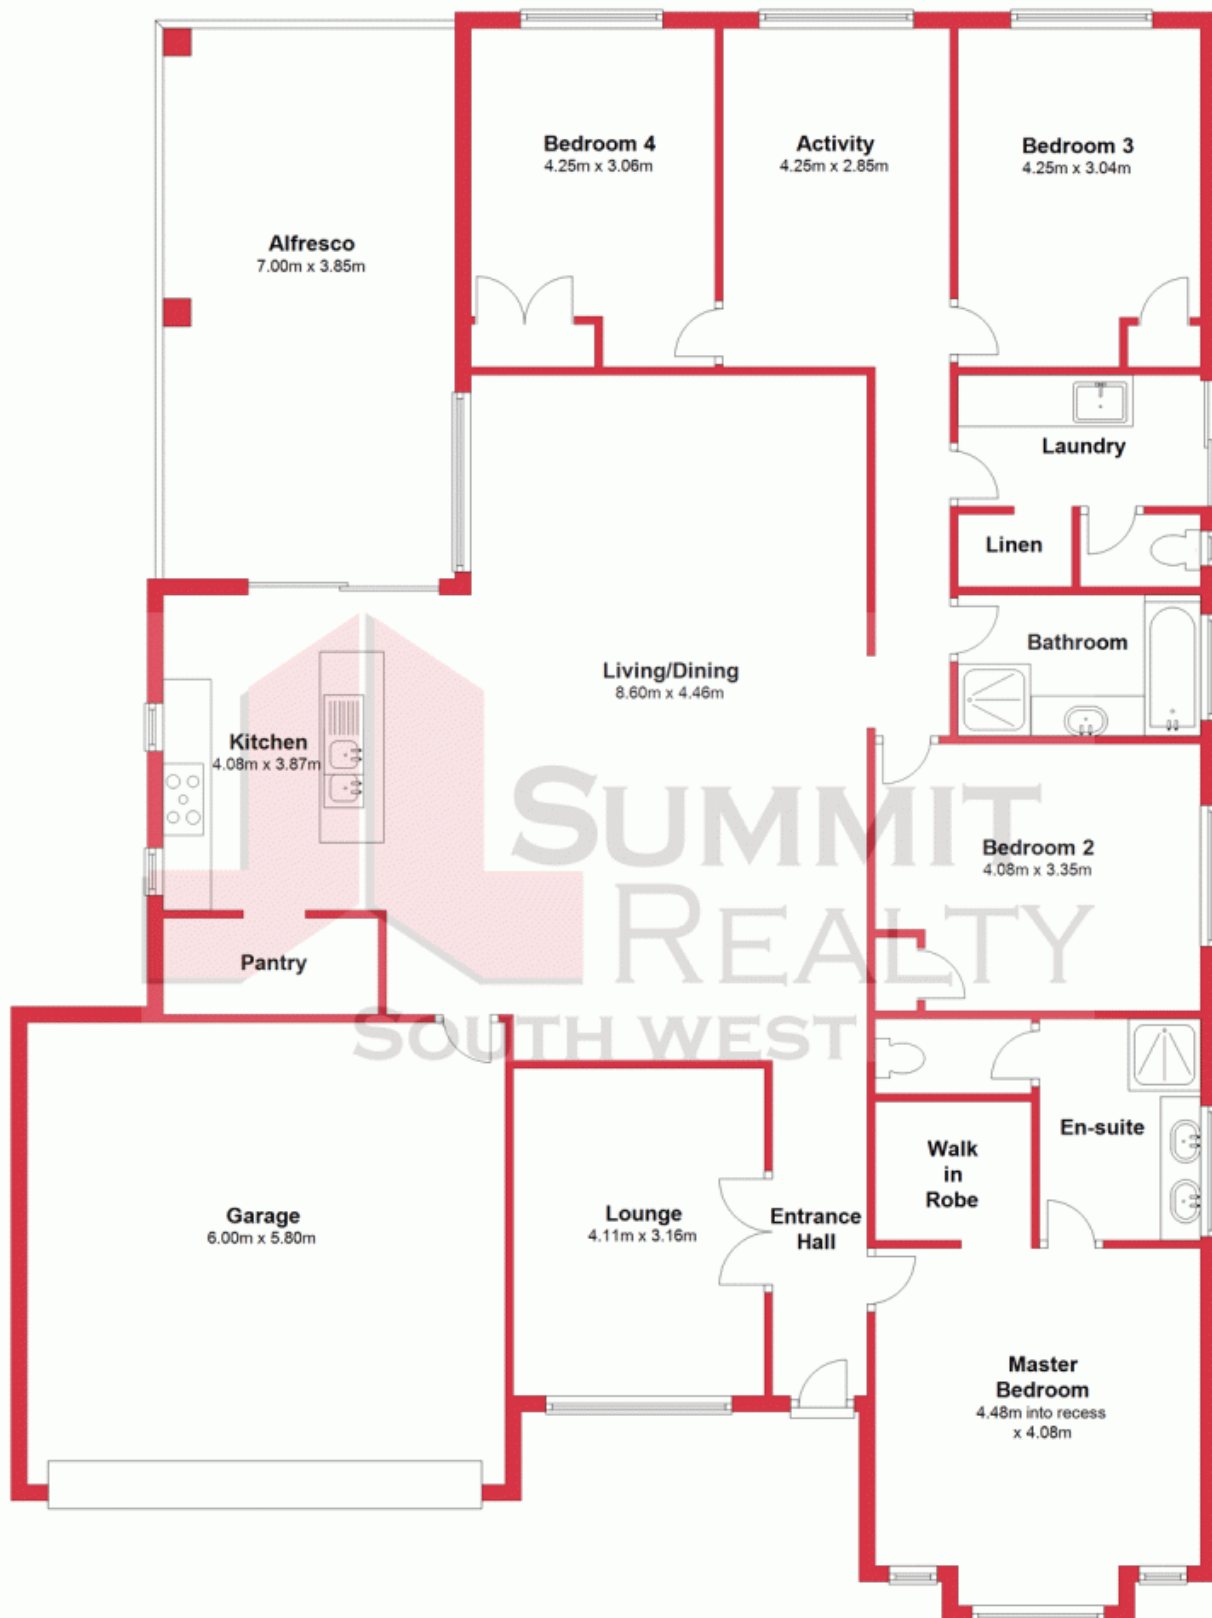 Bedroom 4
4.25m x 3.06m
Activity
4.25m x 2.85m
Bedroom 3
4.25m x 3.04m
Alfresco
7.00m x 3.85m
Laundry
Linen
Bathroom
Living/Dining
8.60m x 4.46m
Kitchen
4.08m x 3.87m
SUMMIT
REALTY
SOUTH WEST
Bedroom 2
4.08m x 3.35m
Pantry
En-suite
Walk
in
Robe
Garage
6.00m x 5.80m
Lounge
4.11m x 3.16m
Entrance
Hall
Master
Bedroom
4.48m into recess
x 4.08m